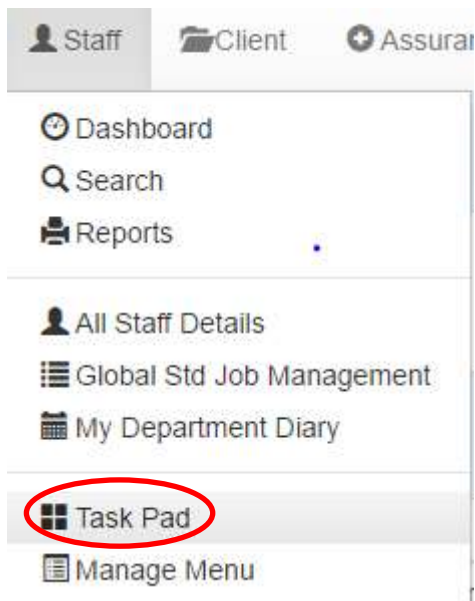 Staff Client
Dashboard
Search
Reports
All Staff Details
Global Std Job Management
My Department Diary
Task Pad
Manage Menu